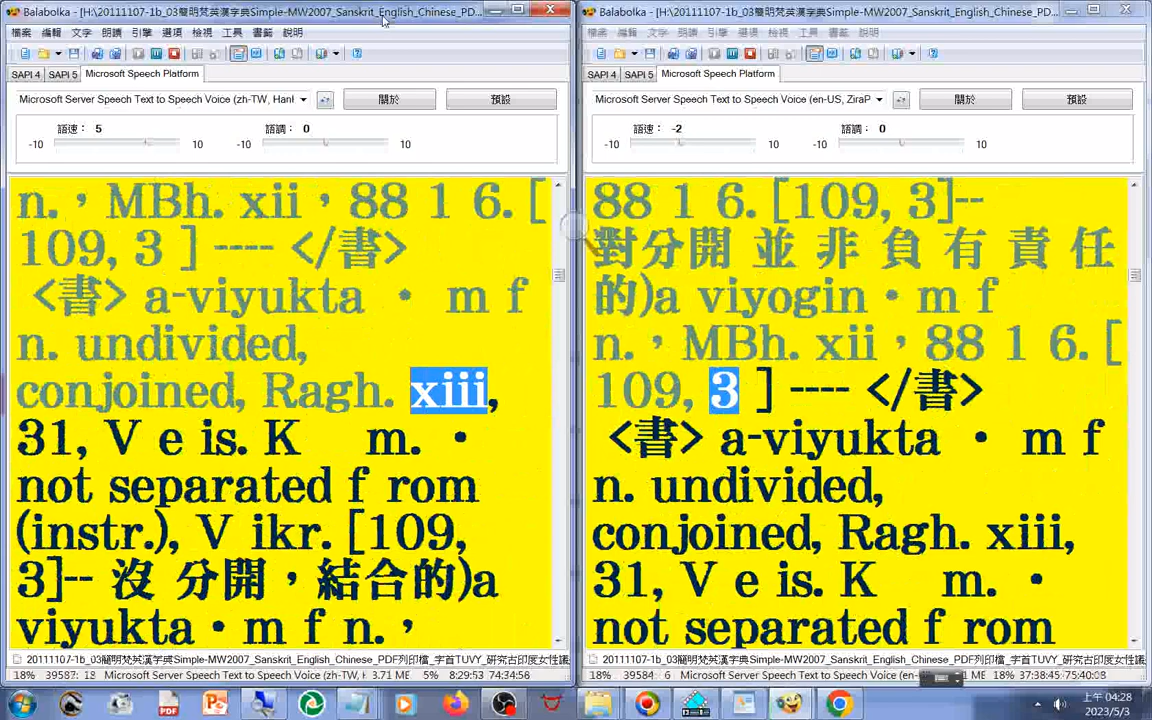 Balabolka - [H:\20111107-1b_03簡明梵英漢字典Simple-MW2007_Sanskrit_English_Chinese_PD...
檔案 編輯 文字 朗讀 引擎 選項 檢視 工具 書籤 說明
SAPI 4 SAPI 5 Microsoft Speech Platform
Microsoft Server Speech Text to Speech Voice (zh-TW, HanI
關於 預設
語速： 5 語調： 0
-10 10 -10 10
n.，MBh. xii，88 1 6. [
109, 3 ] ---- </書>
<書> a-viyukta • m f
n. undivided,
conjoined, Ragh. xiii,
31, V e is. K m. •
not separated f rom
(instr.), V ikr. [109,
3]-- 沒 分開，結合的)a
viyukta • m f n.，
20111107-1b_03簡明梵英漢字典Simple-MW2007_Sanskrit_English_Chinese_PDF列印檔_字首TUVY_研究古印度女性議
18% 39587: 18 Microsoft Server Speech Text to Speech Voice (zh-TW, 3.71 ME 5% 8:29:53 74:34:56
Balabolka - [H:\20111107-1b_03簡明梵英漢字典Simple-MW2007_Sanskrit_English_Chinese_PD...
檔案 編輯 文字 朗讀 引擎 選項 檢視 工具 書籤 說明
SAPI 4 SAPI 5 Microsoft Speech Platform
Microsoft Server Speech Text to Speech Voice (en-US, ZiraP
關於 預設
語速： -2 語調： 0
-10 10 -10 10
88 1 6. [109, 3]--
對分開 並 非 負 有 責 任
的)a viyogin • m f
n.，MBh. xii，88 1 6. [
109, 3 ] ---- </書>
<書> a-viyukta • m f
n. undivided,
conjoined, Ragh. xiii,
31, V e is. K m. •
not separated f rom
20111107-1b_03簡明梵英漢字典Simple-MW2007_Sanskrit_English_Chinese_PDF列印檔_字首TUVY_研究古印度女性議
18% 39584: 6 Microsoft Server Speech Text to Speech Voice (en-US, 18% 37:38:45 75:40:08
上午 04:28
2023/5/3